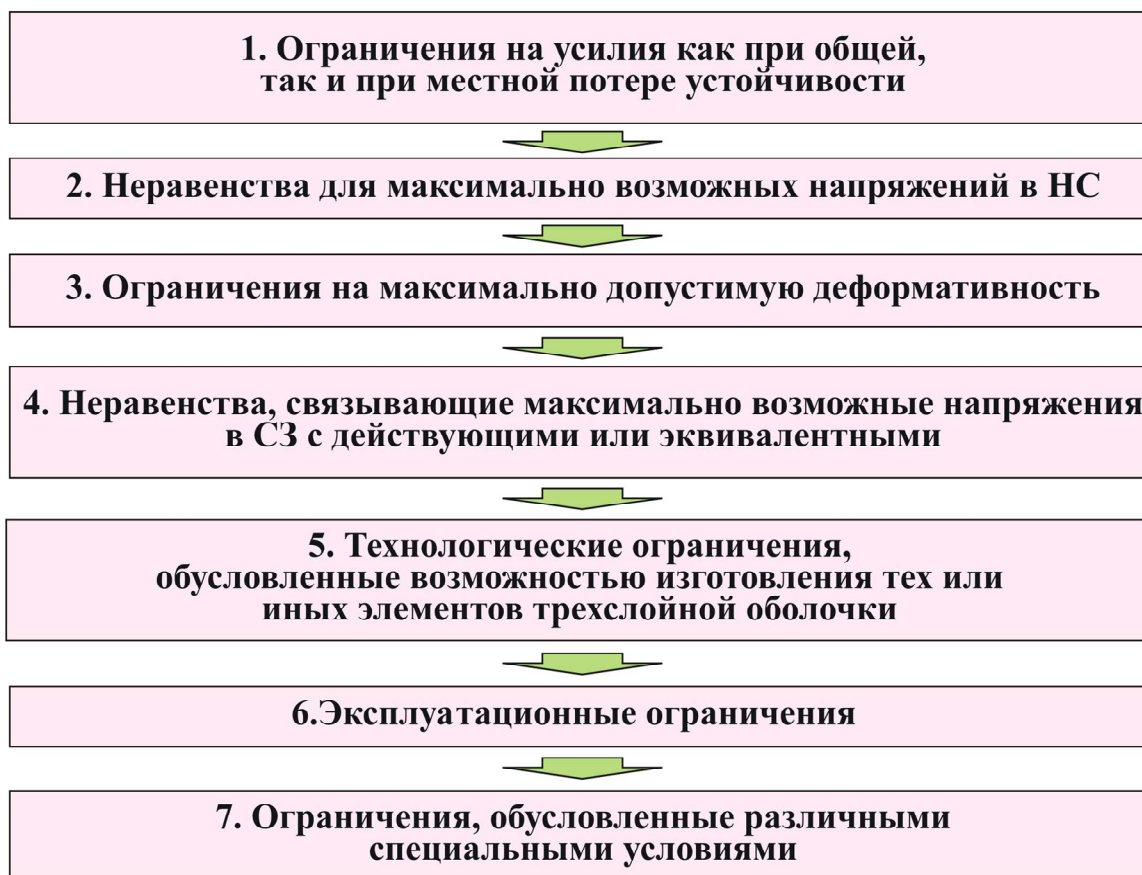 1. Ограничения на усилия как при общей,
так и при местной потере устойчивости
2. Неравенства для максимально возможных напряжений в НС
3. Ограничения на максимально допустимую деформативность
4. Неравенства, связывающие максимально возможные напряжения
в СЗ с действующими или эквивалентными
5. Технологические ограничения,
обусловленные возможностью изготовления тех или
иных элементов трехслойной оболочки
6.Эксплуатационные ограничения
7. Ограничения, обусловленные различными
специальными условиями